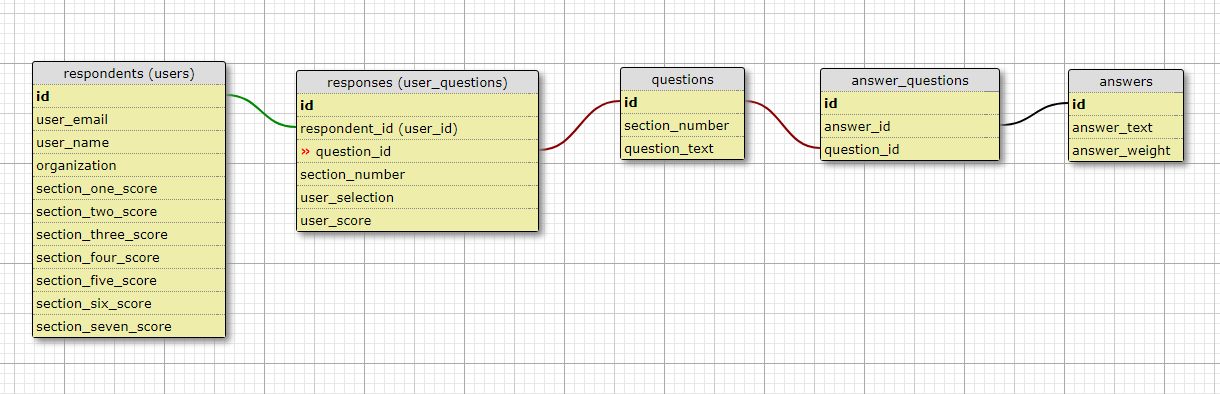 respondents (users)
id
user_email
user_name
organization
section_one_score
section_two_score
section_three_score
section_four_score
section_five_score
section_six_score
section_seven_score
responses (user_questions)
id
respondent_id (user_id)
» question_id
section_number
user_selection
user_score
questions
id
section_number
question_text
answer_questions
id
answer_id
question_id
answers
id
answer_text
answer_weight